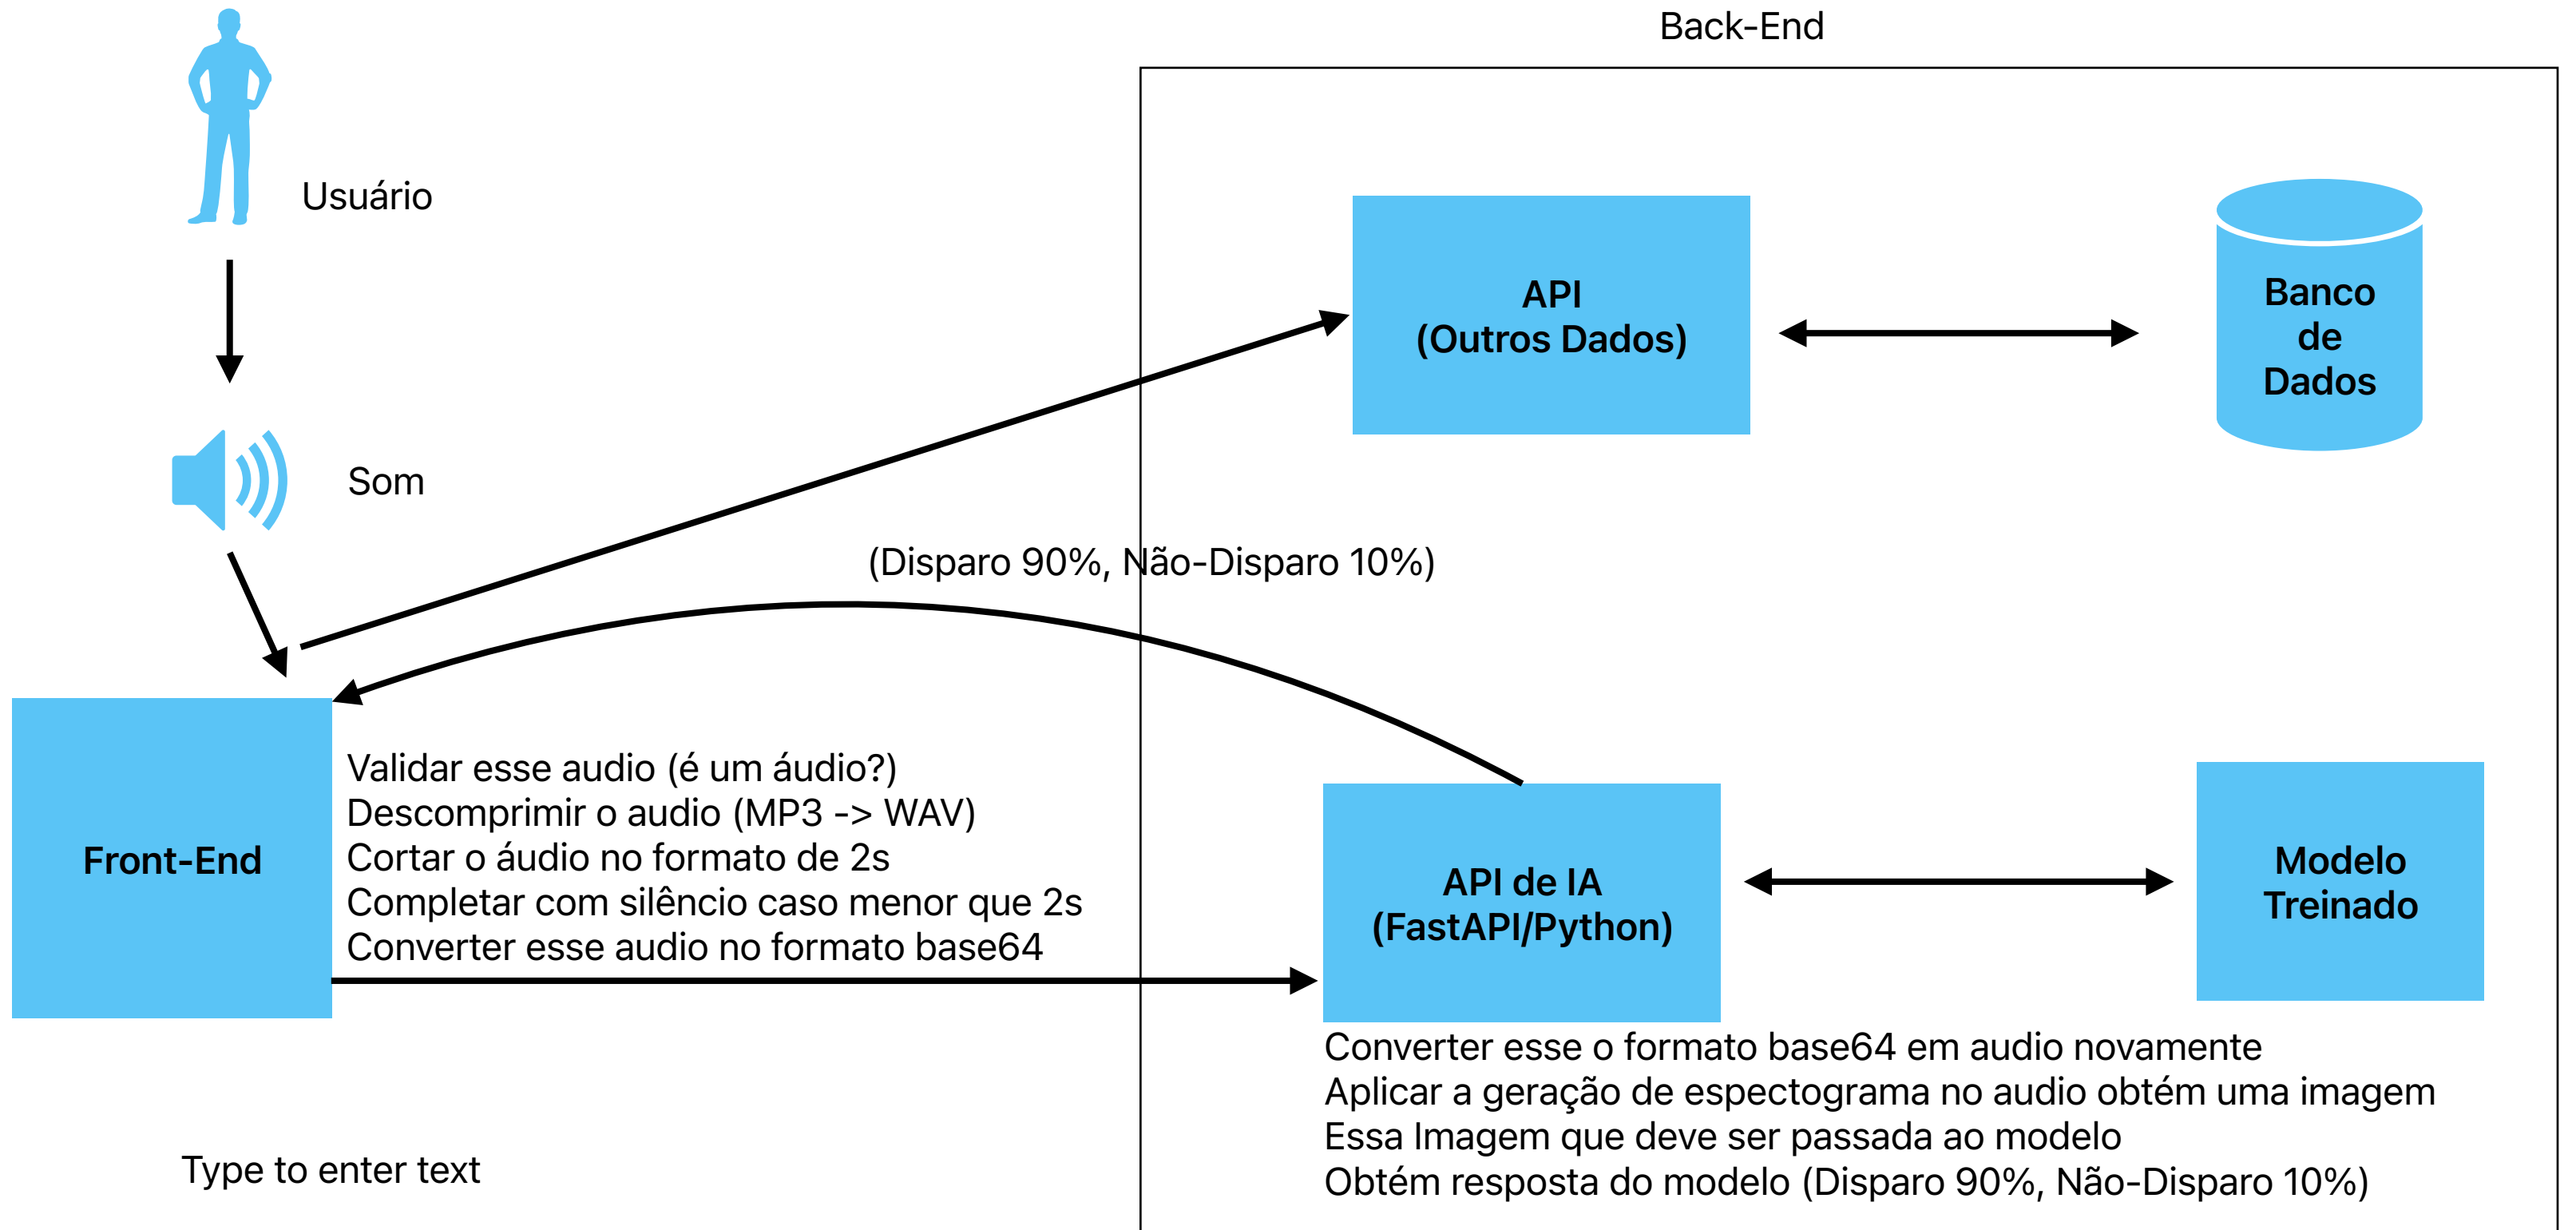 Back-End
Usuário
API
(Outros Dados)
Banco
de
Dados
Som
(Disparo 90%, Não-Disparo 10%)
Front-End
Validar esse audio (é um áudio?)
Descomprimir o audio (MP3 -> WAV)
Cortar o áudio no formato de 2s
Completar com silêncio caso menor que 2s
Converter esse audio no formato base64
API de IA
(FastAPI/Python)
Modelo
Treinado
Converter esse o formato base64 em audio novamente
Aplicar a geração de espectograma no audio obtém uma imagem
Essa Imagem que deve ser passada ao modelo
Obtém resposta do modelo (Disparo 90%, Não-Disparo 10%)
Type to enter text